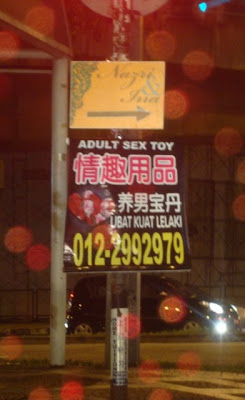 Nazri
&
Ina
ADULT SEX TOY
情趣用品
养男宝丹
UBAT KUAT LELAKI
012-2992979